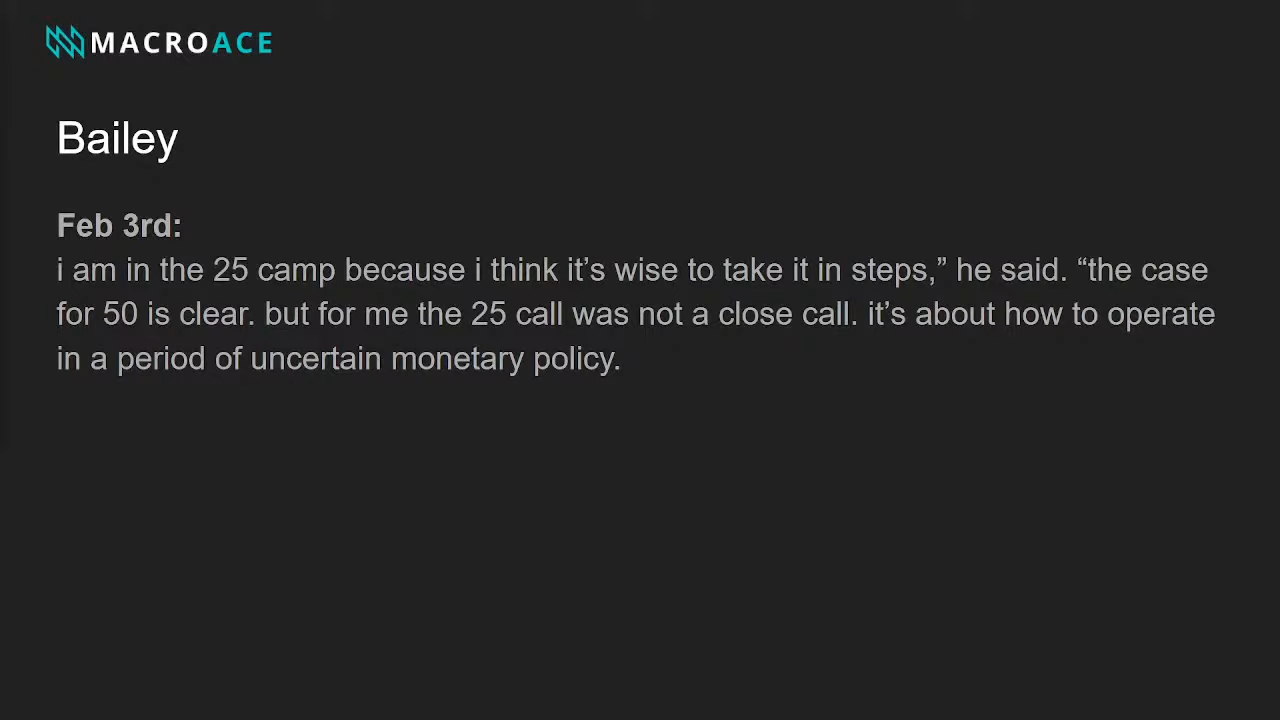 MACROACE
Bailey
Feb 3rd:
i am in the 25 camp because i think it’s wise to take it in steps,” he said. “the case
for 50 is clear. but for me the 25 call was not a close call. it’s about how to operate
in a period of uncertain monetary policy.